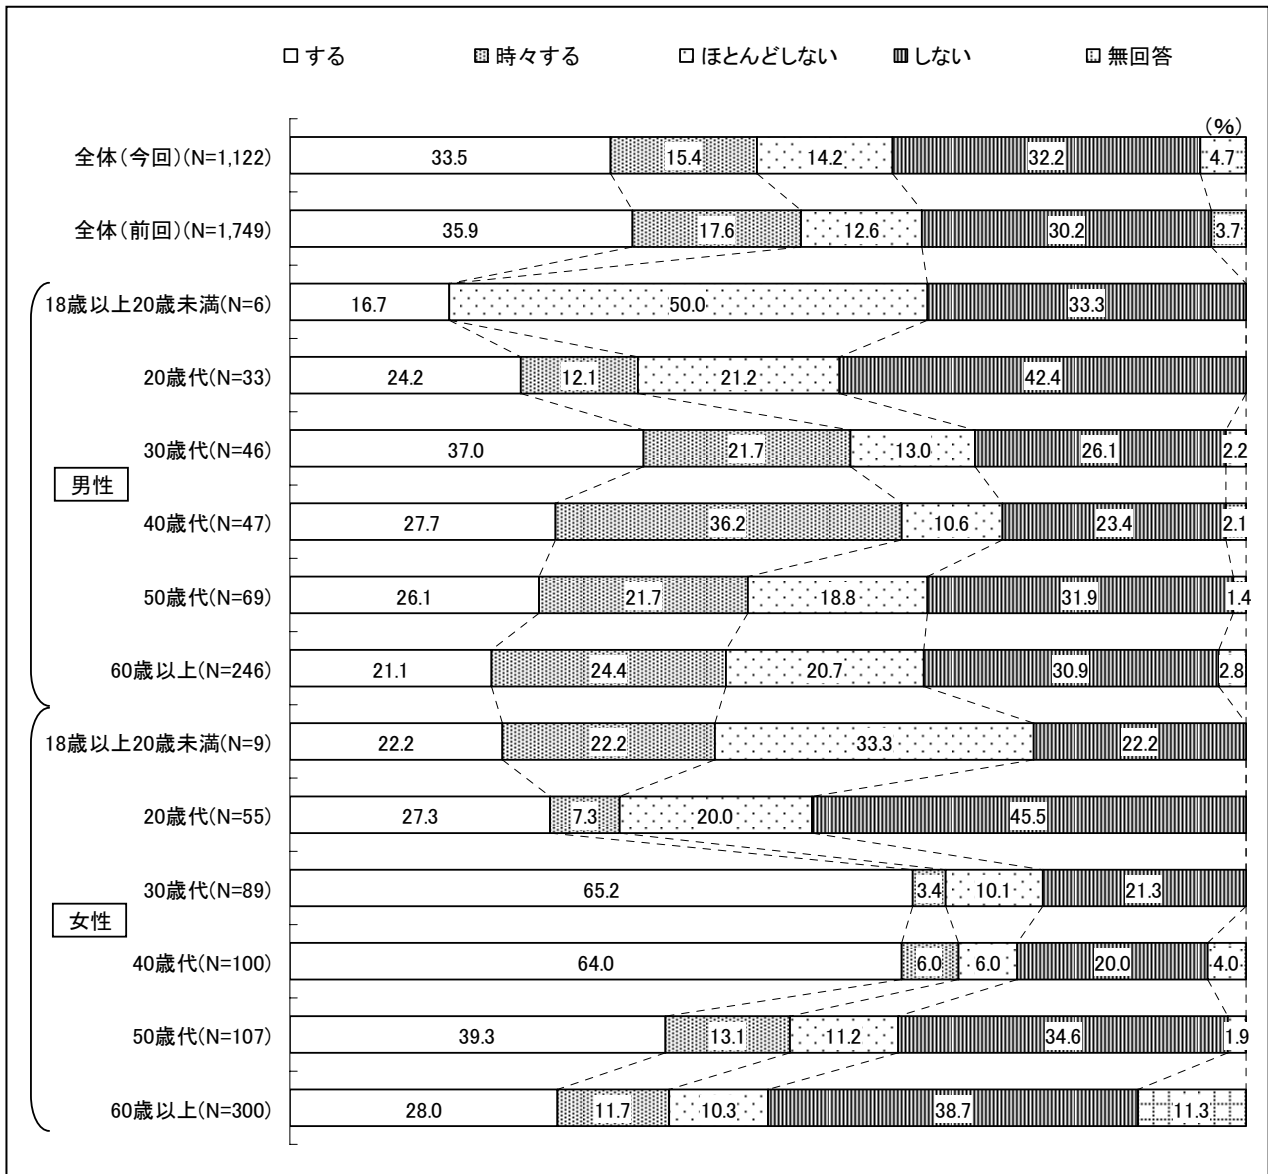 する 時々する ほとんどしない しない 無回答
(%)
全体(今回)(N=1,122) 33.5 15.4 14.2 32.2 4.7
全体(前回)(N=1,749) 35.9 17.6 12.6 30.2 3.7
18歳以上20歳未満(N=6) 16.7 50.0 33.3
20歳代(N=33) 24.2 12.1 21.2 42.4
30歳代(N=46) 37.0 21.7 13.0 26.1 2.2
男性
40歳代(N=47) 27.7 36.2 10.6 23.4 2.1
50歳代(N=69) 26.1 21.7 18.8 31.9 1.4
60歳以上(N=246) 21.1 24.4 20.7 30.9 2.8
18歳以上20歳未満(N=9) 22.2 22.2 33.3 22.2
20歳代(N=55) 27.3 7.3 20.0 45.5
30歳代(N=89) 65.2 3.4 10.1 21.3
女性
40歳代(N=100) 64.0 6.0 6.0 20.0 4.0
50歳代(N=107) 39.3 13.1 11.2 34.6 1.9
60歳以上(N=300) 28.0 11.7 10.3 38.7 11.3